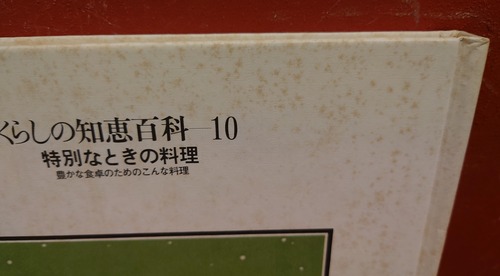 くらしの知恵百科―10
特別なときの料理
豊かな食卓のためのこんな料理